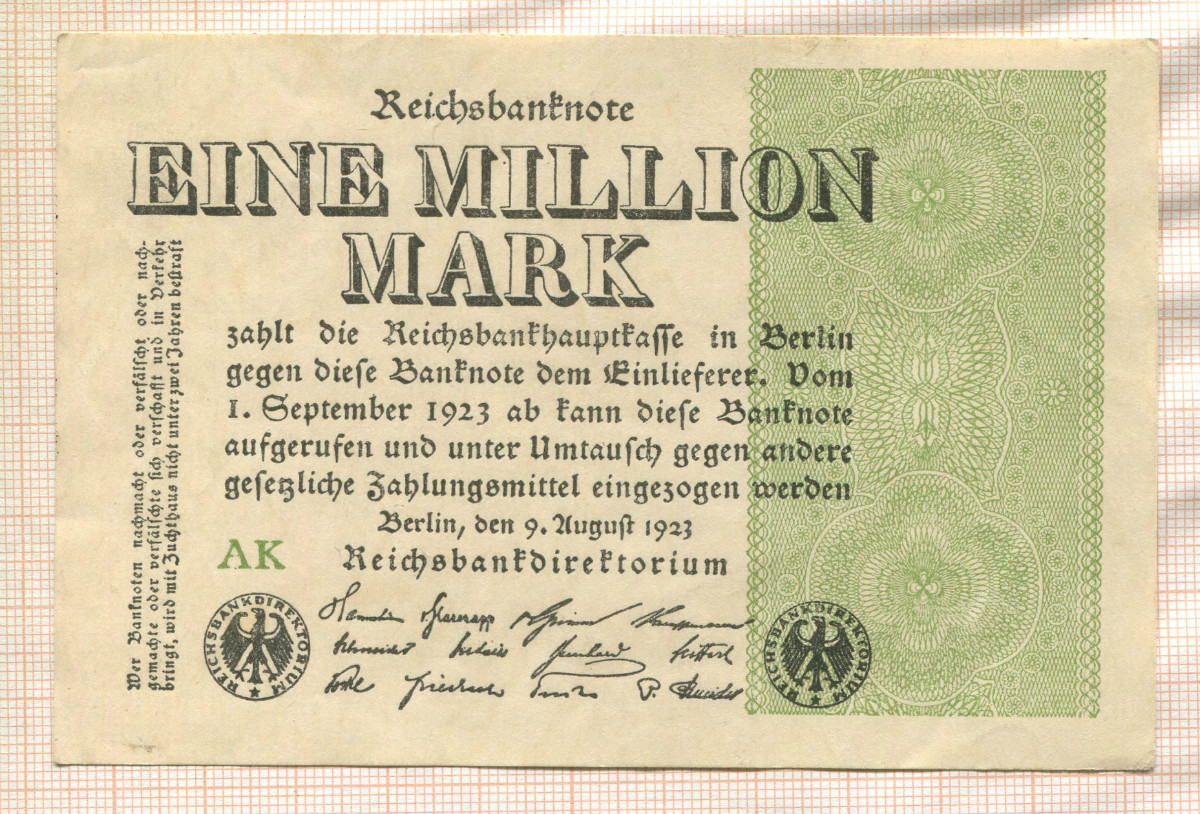 Reichsbanknote
EINE MILLION
MARK
zahlt die Reichsbankhauptkasse in Berlin
gegen diese Banknote dem Einlieferer. Vom
1. September 1923 ab kann diese Banknote
aufgerufen und unter Umtausch gegen andere
gesetzliche Zahlungsmittel eingezogen werden
Berlin, den 9. August 1923
AK
Reichsbankdirektorium
REICHSBANKDIREKTORIUM
REICHSBANKDIREKTORIUM
Wer Banknoten nachmacht oder verfälscht oder nach-
gemachte oder verfälschte sich verschafft und in Verkehr
bringt, wird mit Zuchthaus nicht unter zwei Jahren bestraft